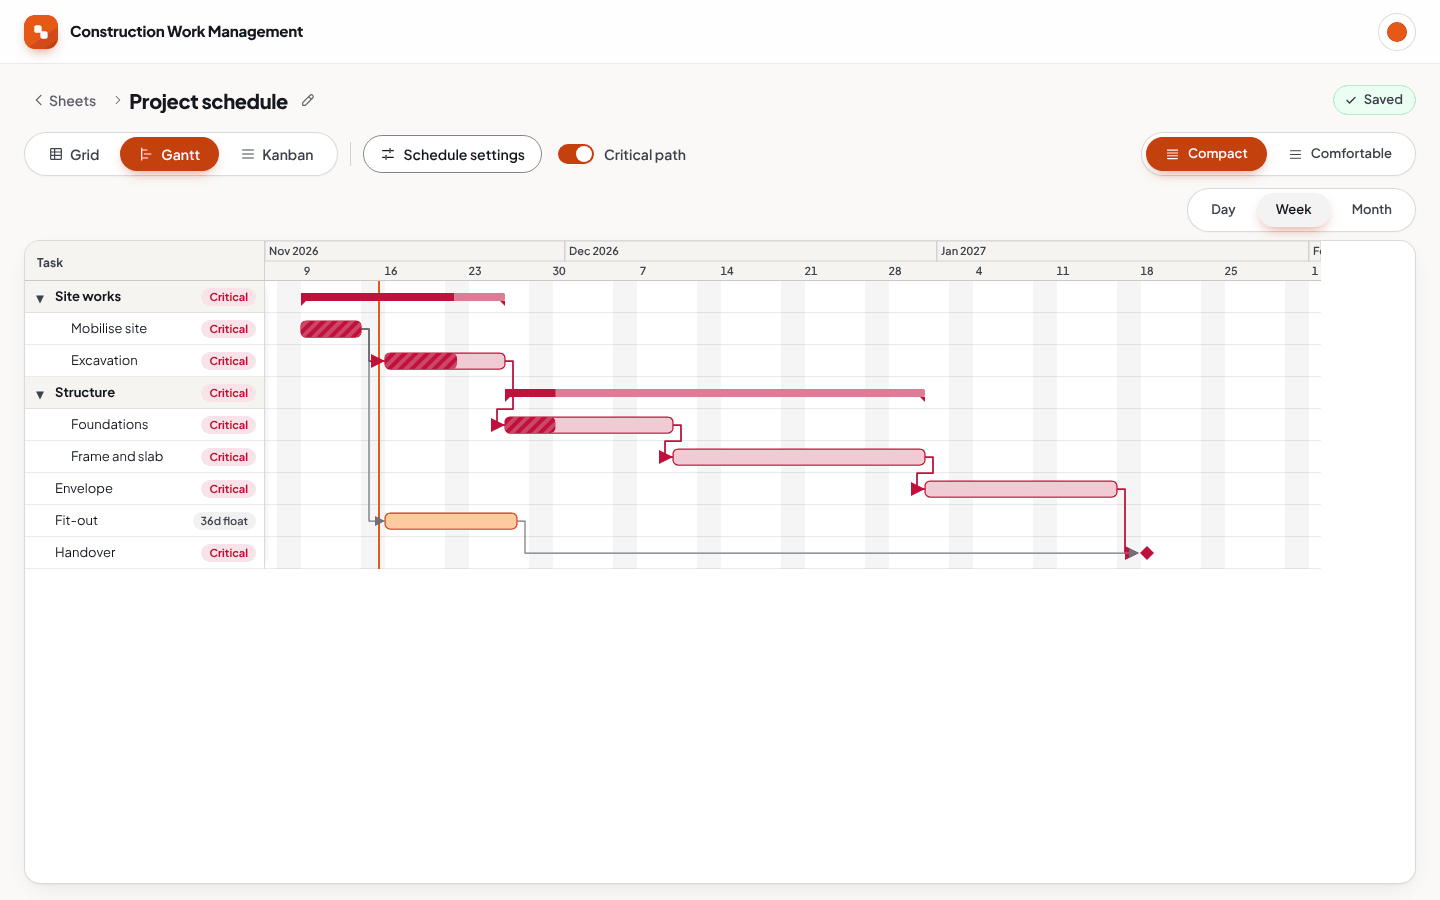 Construction Work Management
Sheets
Project schedule
Saved
Grid
Gantt
Kanban
Schedule settings
Critical path
Compact
Comfortable
Day
Week
Month
Task
Nov 2026
Dec 2026
Jan 2027
9
16
23
30
7
14
21
28
4
11
18
25
1
Site works
Critical
Mobilise site
Critical
Excavation
Critical
Structure
Critical
Foundations
Critical
Frame and slab
Critical
Envelope
Critical
Fit-out
36d float
Handover
Critical